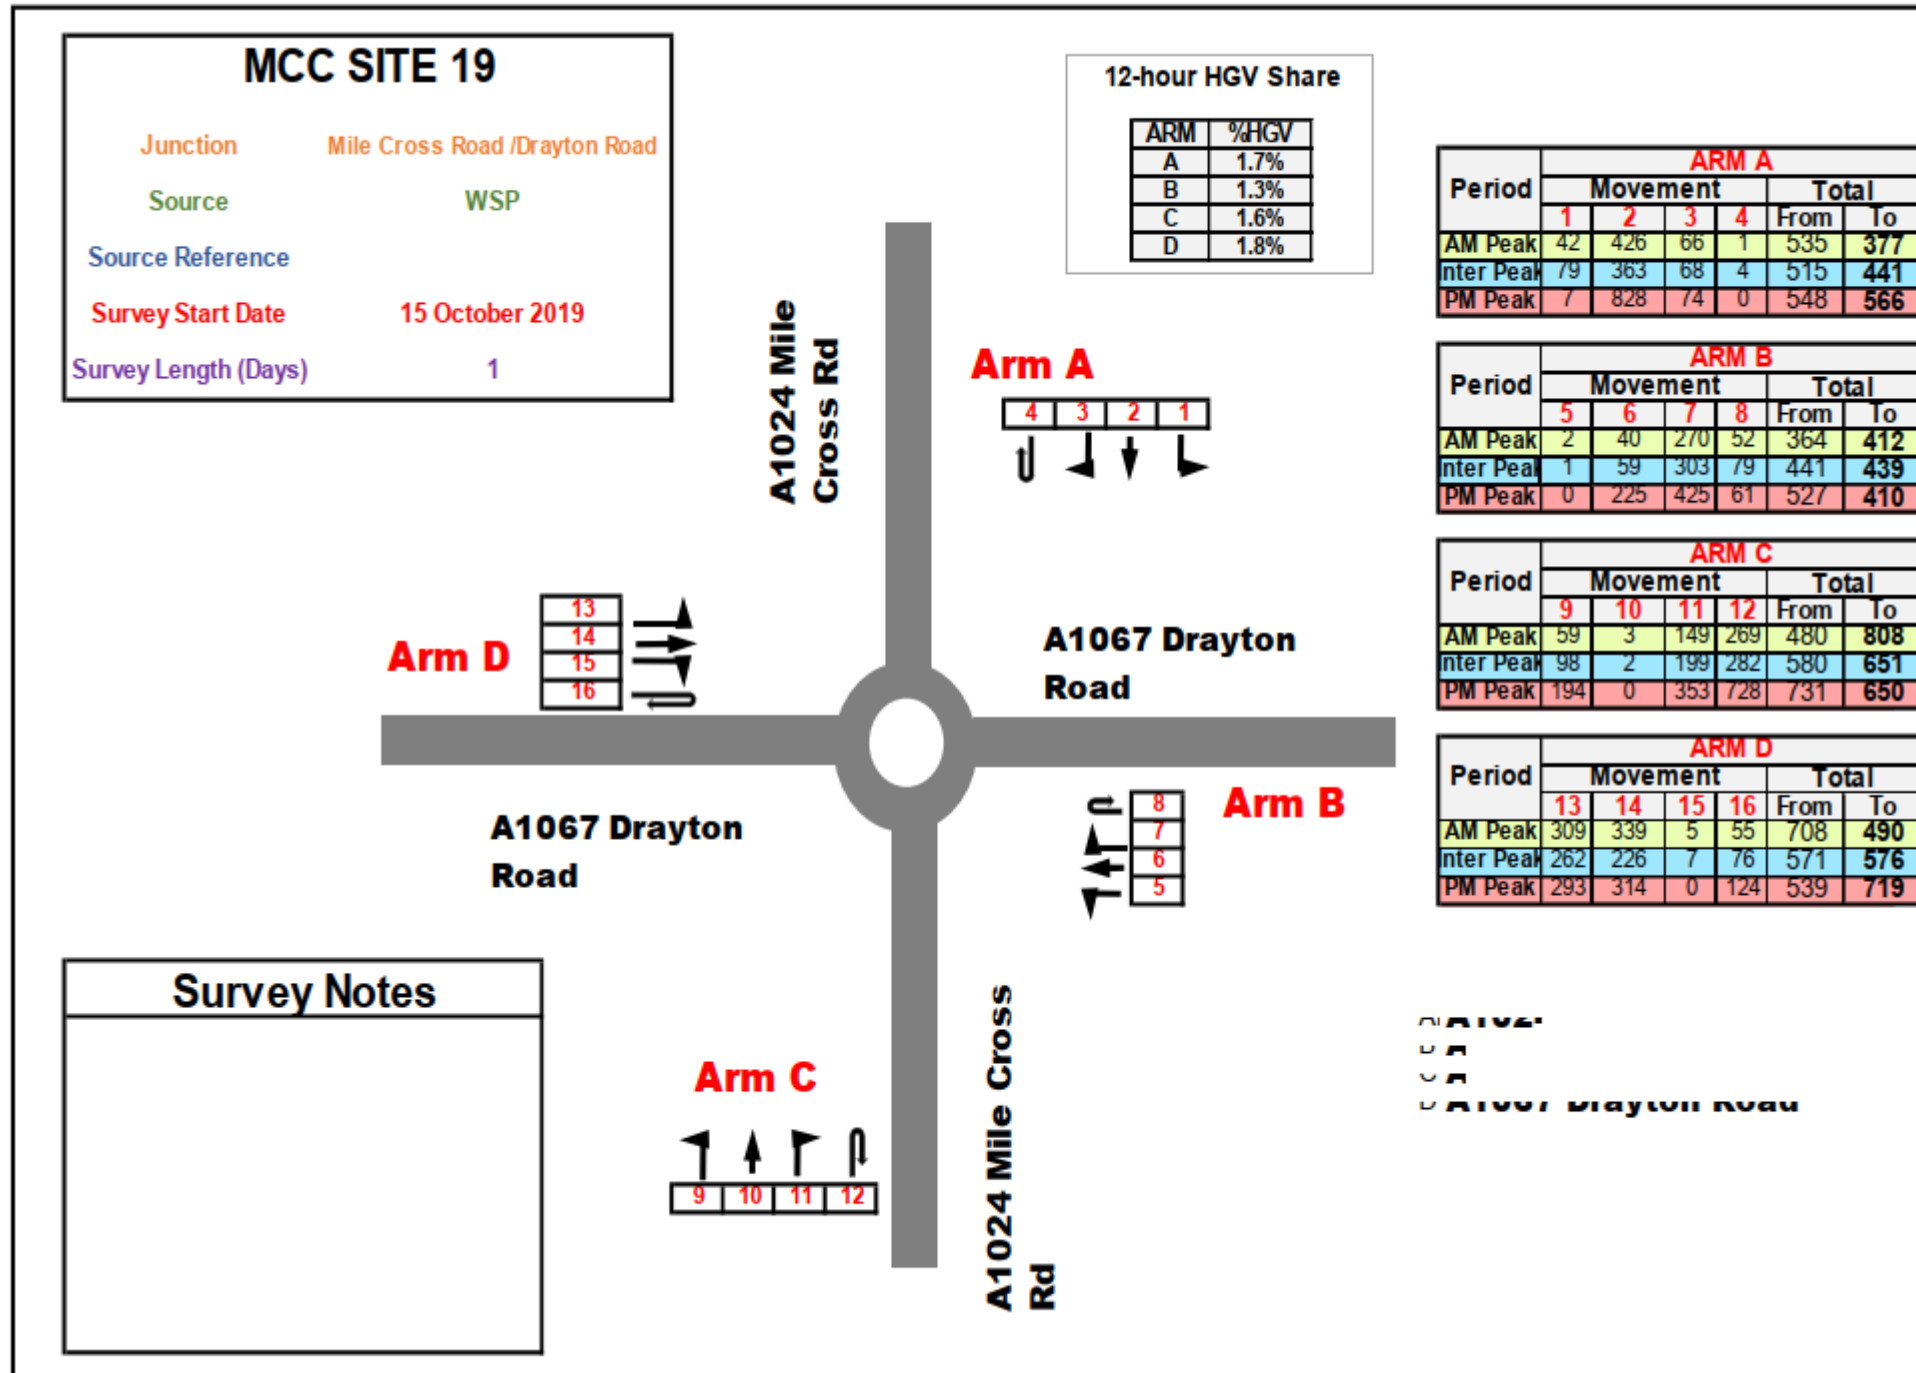 MCC SITE 19
Junction Mile Cross Road /Drayton Road
Source WSP
Source Reference
Survey Start Date 15 October 2019
Survey Length (Days) 1
12-hour HGV Share
ARM %HGV
A 1.7%
B 1.3%
C 1.6%
D 1.8%
ARM A
Period Movement Total
1 2 3 4 From To
AM Peak 42 426 66 1 535 377
nter Peak 79 363 68 4 515 441
PM Peak 7 828 74 0 548 566
ARM B
Period Movement Total
5 6 7 8 From To
AM Peak 2 40 270 52 364 412
nter Peak 1 59 303 79 441 439
PM Peak 0 225 425 61 527 410
ARM C
Period Movement Total
9 10 11 12 From To
AM Peak 59 3 149 269 480 808
nter Peak 98 2 199 282 580 651
PM Peak 194 0 353 728 731 650
ARM D
Period Movement Total
13 14 15 16 From To
AM Peak 309 339 5 55 708 490
nter Peak 262 226 7 76 571 576
PM Peak 293 314 0 124 539 719
A1024 Mile
Cross Rd
Arm A
4 3 2 1
Arm D
13
14
15
16
A1067 Drayton
Road
A1067 Drayton
Road
Arm B
8
7
6
5
Survey Notes
Arm C
9 10 11 12
A1024 Mile Cross
Rd
A1067 Drayton Road